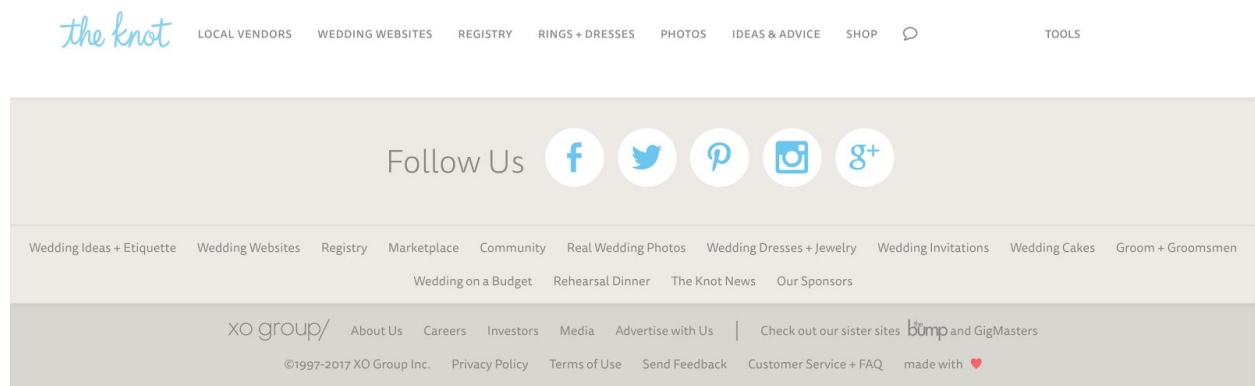 the knot LOCAL VENDORS WEDDING WEBSITES REGISTRY RINGS + DRESSES PHOTOS IDEAS & ADVICE SHOP TOOLS
Follow Us f g+
Wedding Ideas + Etiquette Wedding Websites Registry Marketplace Community Real Wedding Photos Wedding Dresses + Jewelry Wedding Invitations Wedding Cakes Groom + Groomsmen
Wedding on a Budget Rehearsal Dinner The Knot News Our Sponsors
xo group/ About Us Careers Investors Media Advertise with Us | Check out our sister sites the bump and GigMasters
©1997-2017 XO Group Inc. Privacy Policy Terms of Use Send Feedback Customer Service + FAQ made with ♥